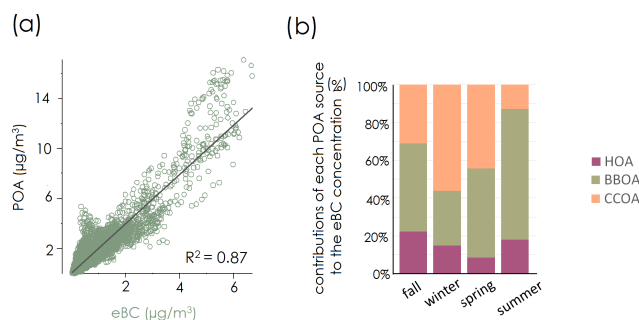 (a)
POA (µg/m³)
14
10
6
2
0
2
4
6
R² = 0.87
eBC (µg/m³)
(b)
contributions of each POA source (%)
to the eBC concentration
100%
80%
60%
40%
20%
0%
fall
winter
spring
summer
HOA
BBOA
CCOA